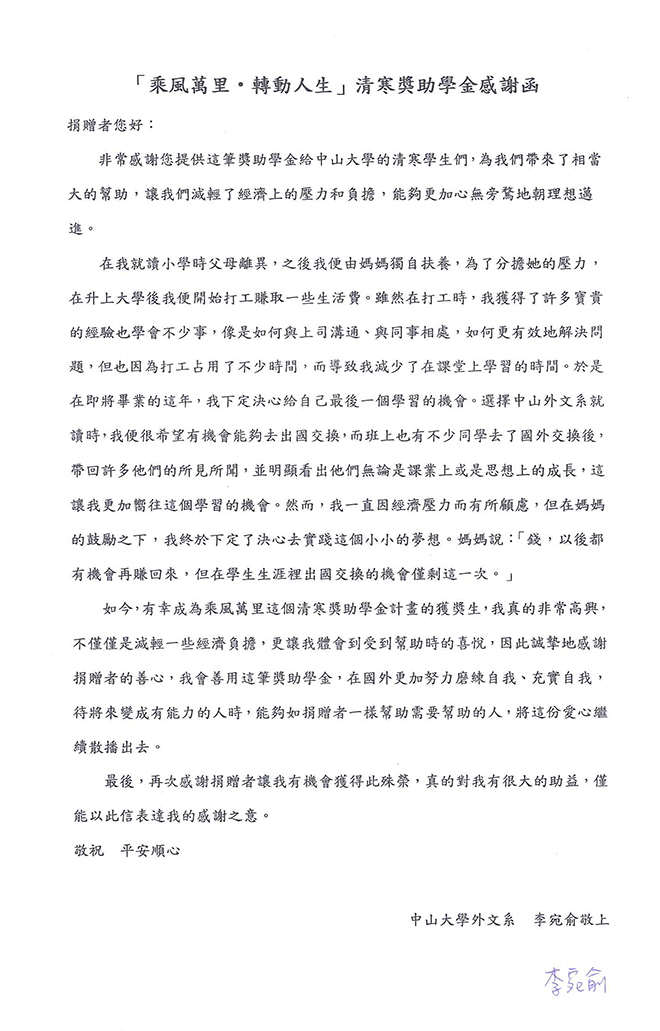 「乘風萬里•轉動人生」清寒獎助學金感謝函
捐贈者您好：
非常感謝您提供這筆獎助學金給中山大學的清寒學生們，為我們帶來了相當
大的幫助，讓我們減輕了經濟上的壓力和負擔，能夠更加心無旁騖地朝理想邁
進。
在我就讀小學時父母離異，之後我便由媽媽獨自扶養，為了分擔她的壓力，
在升上大學後我便開始打工賺取一些生活費。雖然在打工時，我獲得了許多寶貴
的經驗也學會不少事，像是如何與上司溝通、與同事相處，如何更有效地解決問
題，但也因為打工占用了不少時間，而導致我減少了在課堂上學習的時間。於是
在即將畢業的這年，我下定決心給自己最後一個學習的機會。選擇中山外文系就
讀時，我便很希望有機會能夠去出國交換，而班上也有不少同學去了國外交換後，
帶回許多他們的所見所聞，並明顯看出他們無論是課業上或是思想上的成長，這
讓我更加嚮往這個學習的機會。然而，我一直因經濟壓力而有所顧慮，但在媽媽
的鼓勵之下，我終於下定了決心去實踐這個小小的夢想。媽媽說：「錢，以後都
有機會再賺回來，但在學生生涯裡出國交換的機會僅剩這一次。」
如今，有幸成為乘風萬里這個清寒獎助學金計畫的獲獎生，我真的非常高興，
不僅僅是減輕一些經濟負擔，更讓我體會到受到幫助時的喜悅，因此誠摯地感謝
捐贈者的善心，我會善用這筆獎助學金，在國外更加努力磨練自我、充實自我，
待將來變成有能力的人時，能夠如捐贈者一樣幫助需要幫助的人，將這份愛心繼
續散播出去。
最後，再次感謝捐贈者讓我有機會獲得此殊榮，真的對我有很大的助益，僅
能以此信表達我的感謝之意。
敬祝　平安順心
中山大學外文系　李宛俞敬上
李宛俞